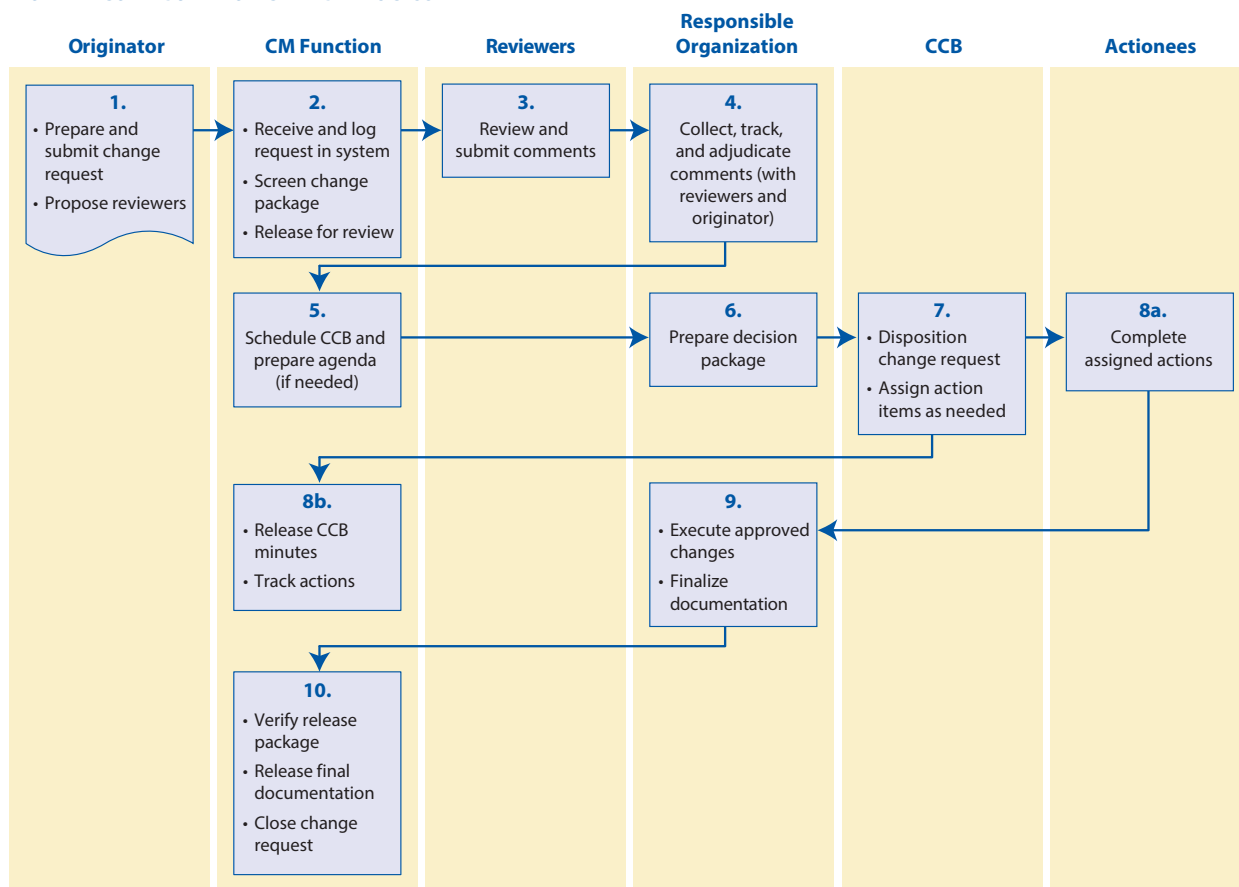 Originator
CM Function
Reviewers
Responsible
Organization
CCB
Actionees
1.
• Prepare and
submit change
request
• Propose reviewers
2.
• Receive and log
request in system
• Screen change
package
• Release for review
3.
Review and
submit comments
4.
Collect, track,
and adjudicate
comments (with
reviewers and
originator)
5.
Schedule CCB and
prepare agenda
(if needed)
6.
Prepare decision
package
7.
• Disposition
change request
• Assign action
items as needed
8a.
Complete
assigned actions
8b.
• Release CCB
minutes
• Track actions
9.
• Execute approved
changes
• Finalize
documentation
10.
• Verify release
package
• Release final
documentation
• Close change
request